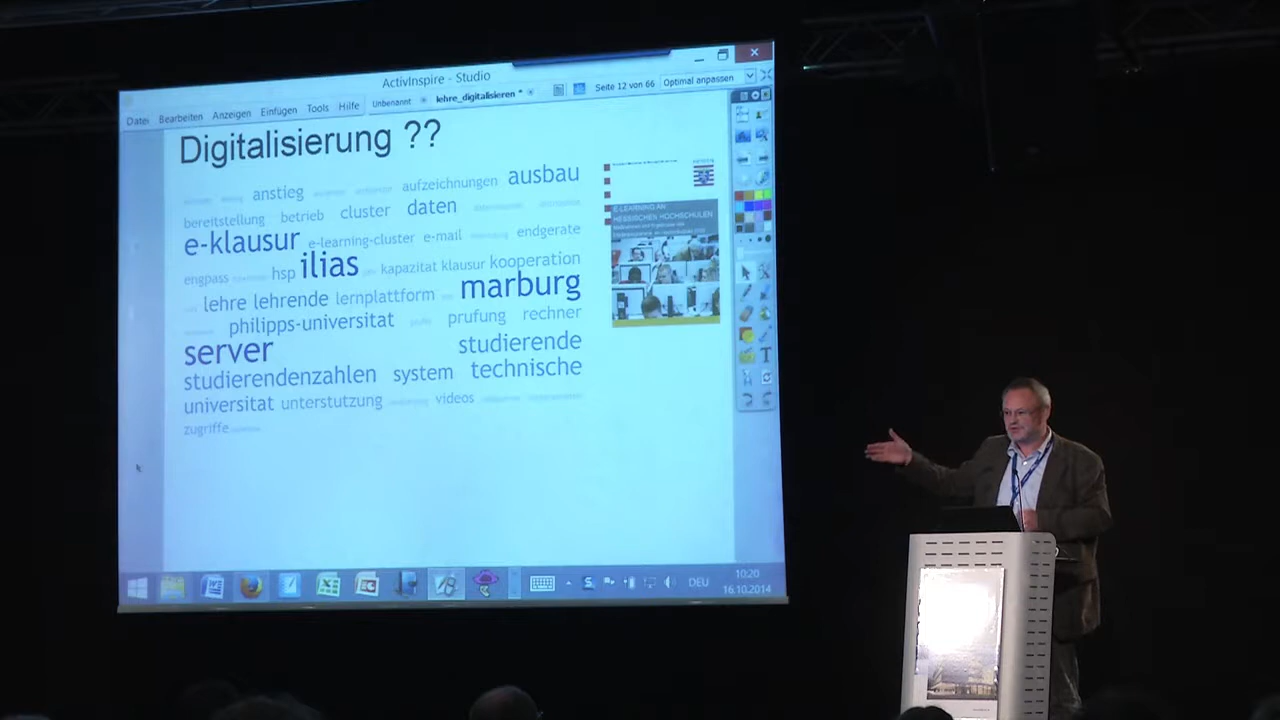 ActivInspire - Studio
Datei Bearbeiten Anzeigen Einfügen Tools Hilfe Unbenannt lehre_digitalisieren * Seite 12 von 66 Optimal anpassen
Digitalisierung ??
anstieg aufzeichnungen ausbau
bereitstellung betrieb cluster daten
e-klausur e-learning-cluster e-mail endgerate
engpass hsp ilias kapazitat klausur kooperation
lehre lehrende lernplattform marburg
philipps-universitat prufung rechner
server studierende
studierendenzahlen system technische
universitat unterstutzung videos
zugriffe
E-LEARNING AN
HESSISCHEN HOCHSCHULEN
DEU 10:20
16.10.2014